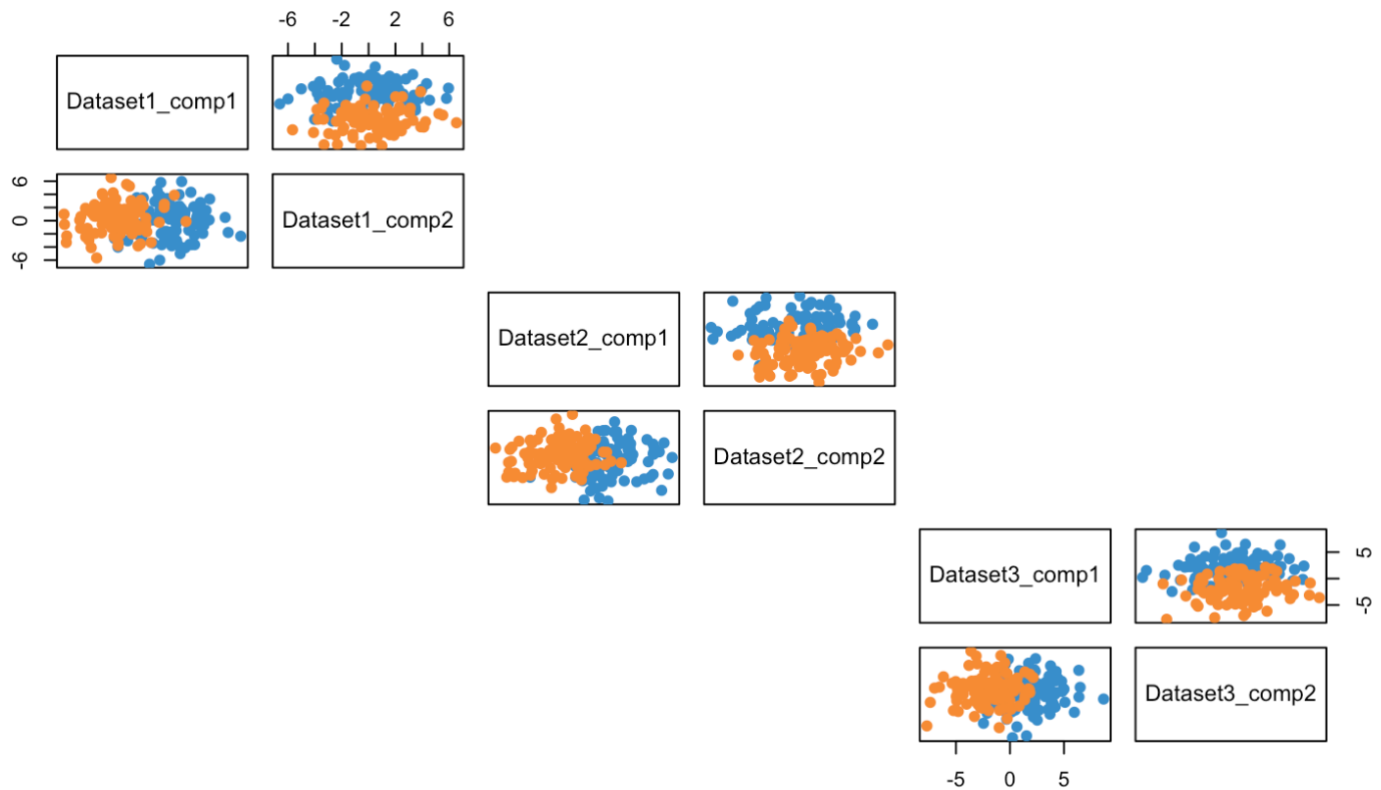 -6 -2 2 6
Dataset1_comp1
6
0
-6
Dataset1_comp2
Dataset2_comp1
Dataset2_comp2
Dataset3_comp1
5
-5
Dataset3_comp2
-5 0 5